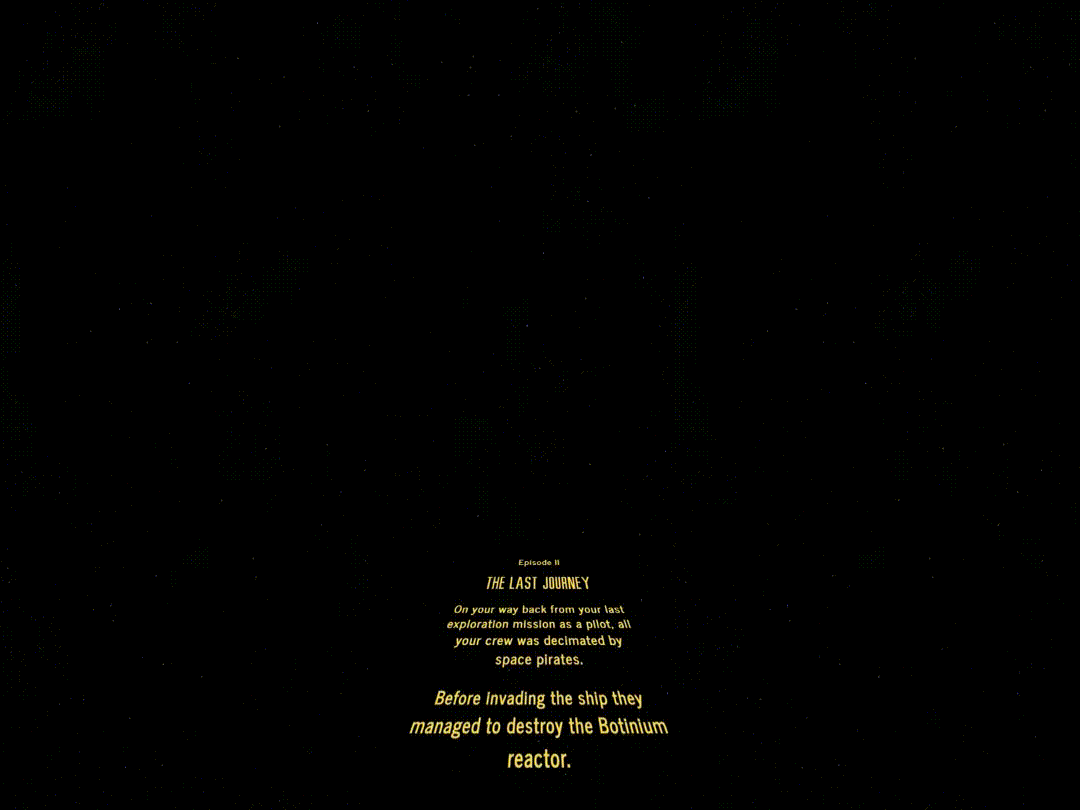 Episode II
THE LAST JOURNEY
On your way back from your last
exploration mission as a pilot, all
your crew was decimated by
space pirates.
Before invading the ship they
managed to destroy the Botinium
reactor.